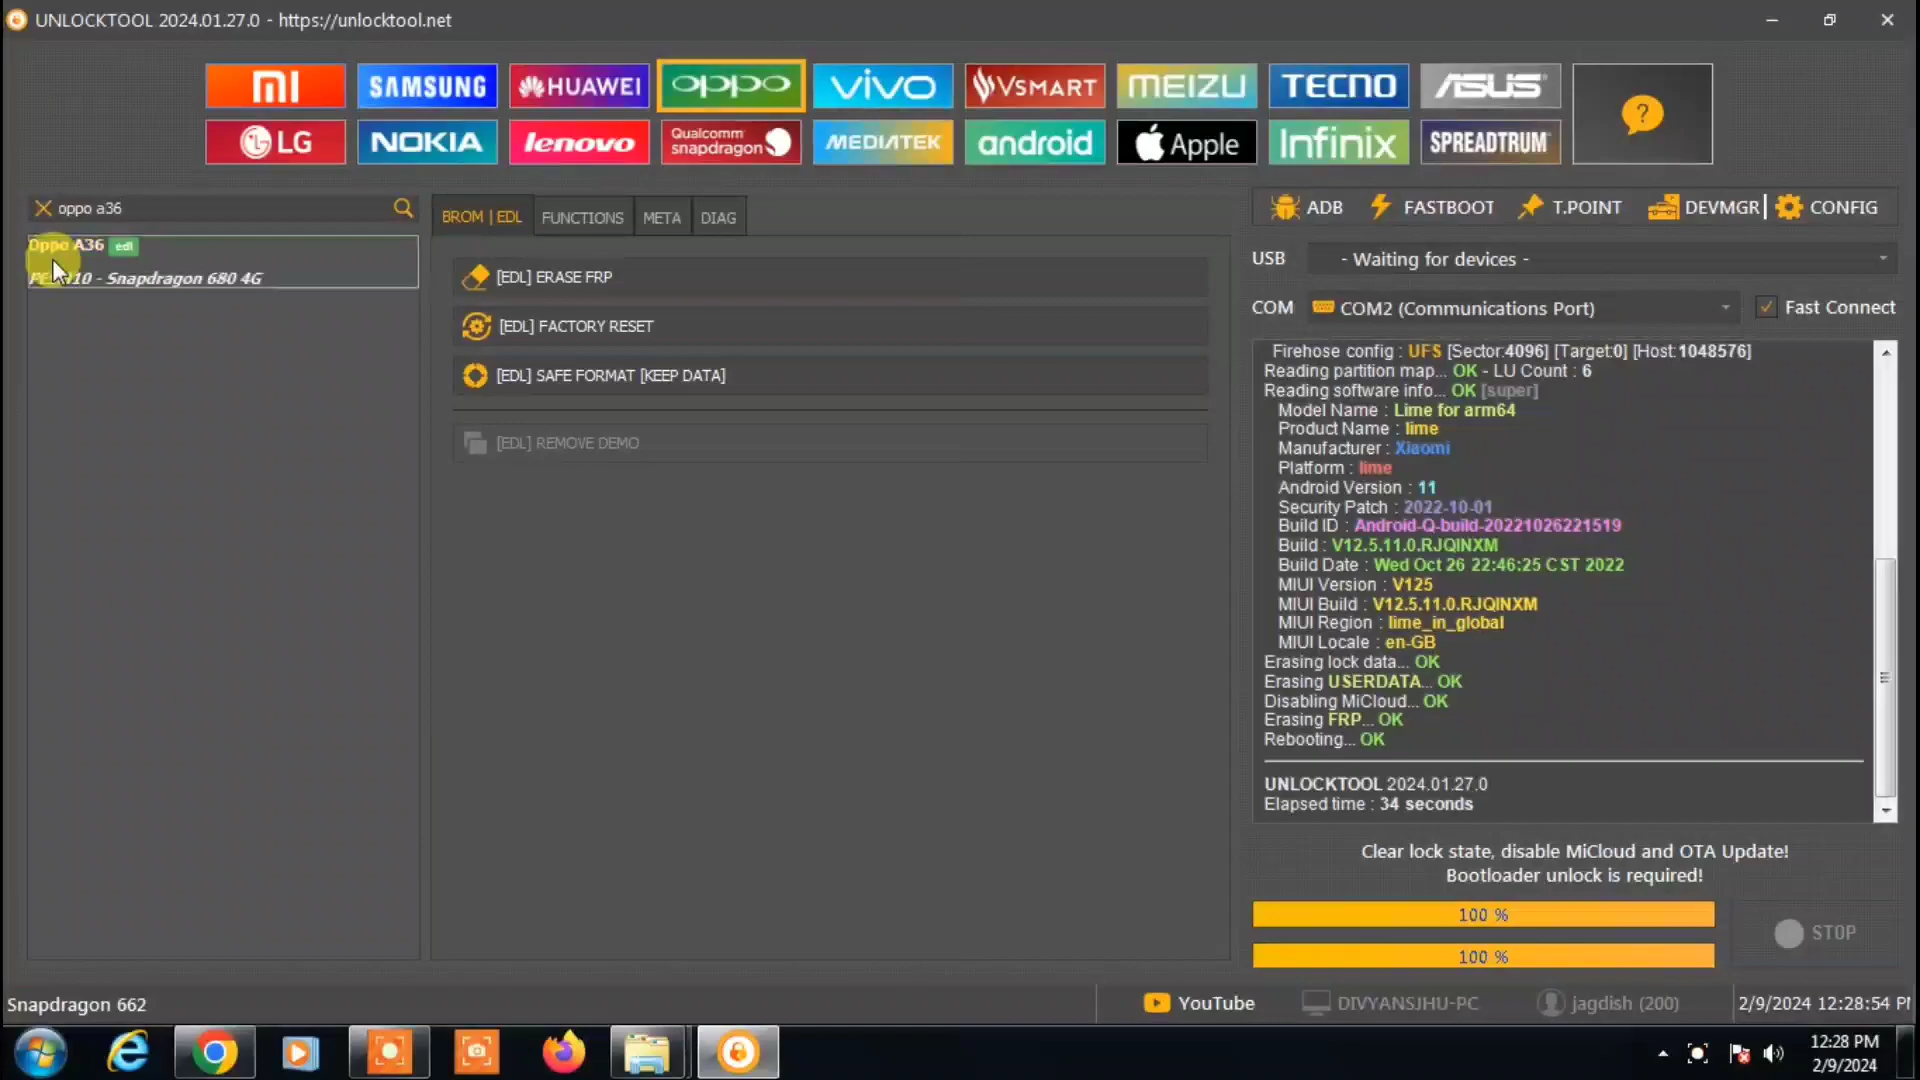 UNLOCKTOOL 2024.01.27.0 - https://unlocktool.net
MI SAMSUNG HUAWEI oppo vivo VSMART MEIZU TECNO ASUS ?
LG NOKIA lenovo Qualcomm snapdragon MEDIATEK android Apple Infinix SPREADTRUM
oppo a36
Oppo A36 edl
10 - Snapdragon 680 4G
BROM | EDL FUNCTIONS META DIAG
[EDL] ERASE FRP
[EDL] FACTORY RESET
[EDL] SAFE FORMAT [KEEP DATA]
[EDL] REMOVE DEMO
ADB FASTBOOT T.POINT DEVMGR CONFIG
USB - Waiting for devices -
COM COM2 (Communications Port) Fast Connect
Firehose config : UFS [Sector:4096] [Target:0] [Host:1048576]
Reading partition map... OK - LU Count : 6
Reading software info... OK [super]
Model Name : Lime for arm64
Product Name : lime
Manufacturer : Xiaomi
Platform : lime
Android Version : 11
Security Patch : 2022-10-01
Build ID : Android-Q-build-20221026221519
Build : V12.5.11.0.RJQINXM
Build Date : Wed Oct 26 22:46:25 CST 2022
MIUI Version : V125
MIUI Build : V12.5.11.0.RJQINXM
MIUI Region : lime_in_global
MIUI Locale : en-GB
Erasing lock data... OK
Erasing USERDATA... OK
Disabling MiCloud... OK
Erasing FRP... OK
Rebooting... OK
UNLOCKTOOL 2024.01.27.0
Elapsed time : 34 seconds
Clear lock state, disable MiCloud and OTA Update!
Bootloader unlock is required!
100 %
100 %
STOP
Snapdragon 662
YouTube DIVYANSJHU-PC jagdish (200) 2/9/2024 12:28:54
12:28 PM
2/9/2024